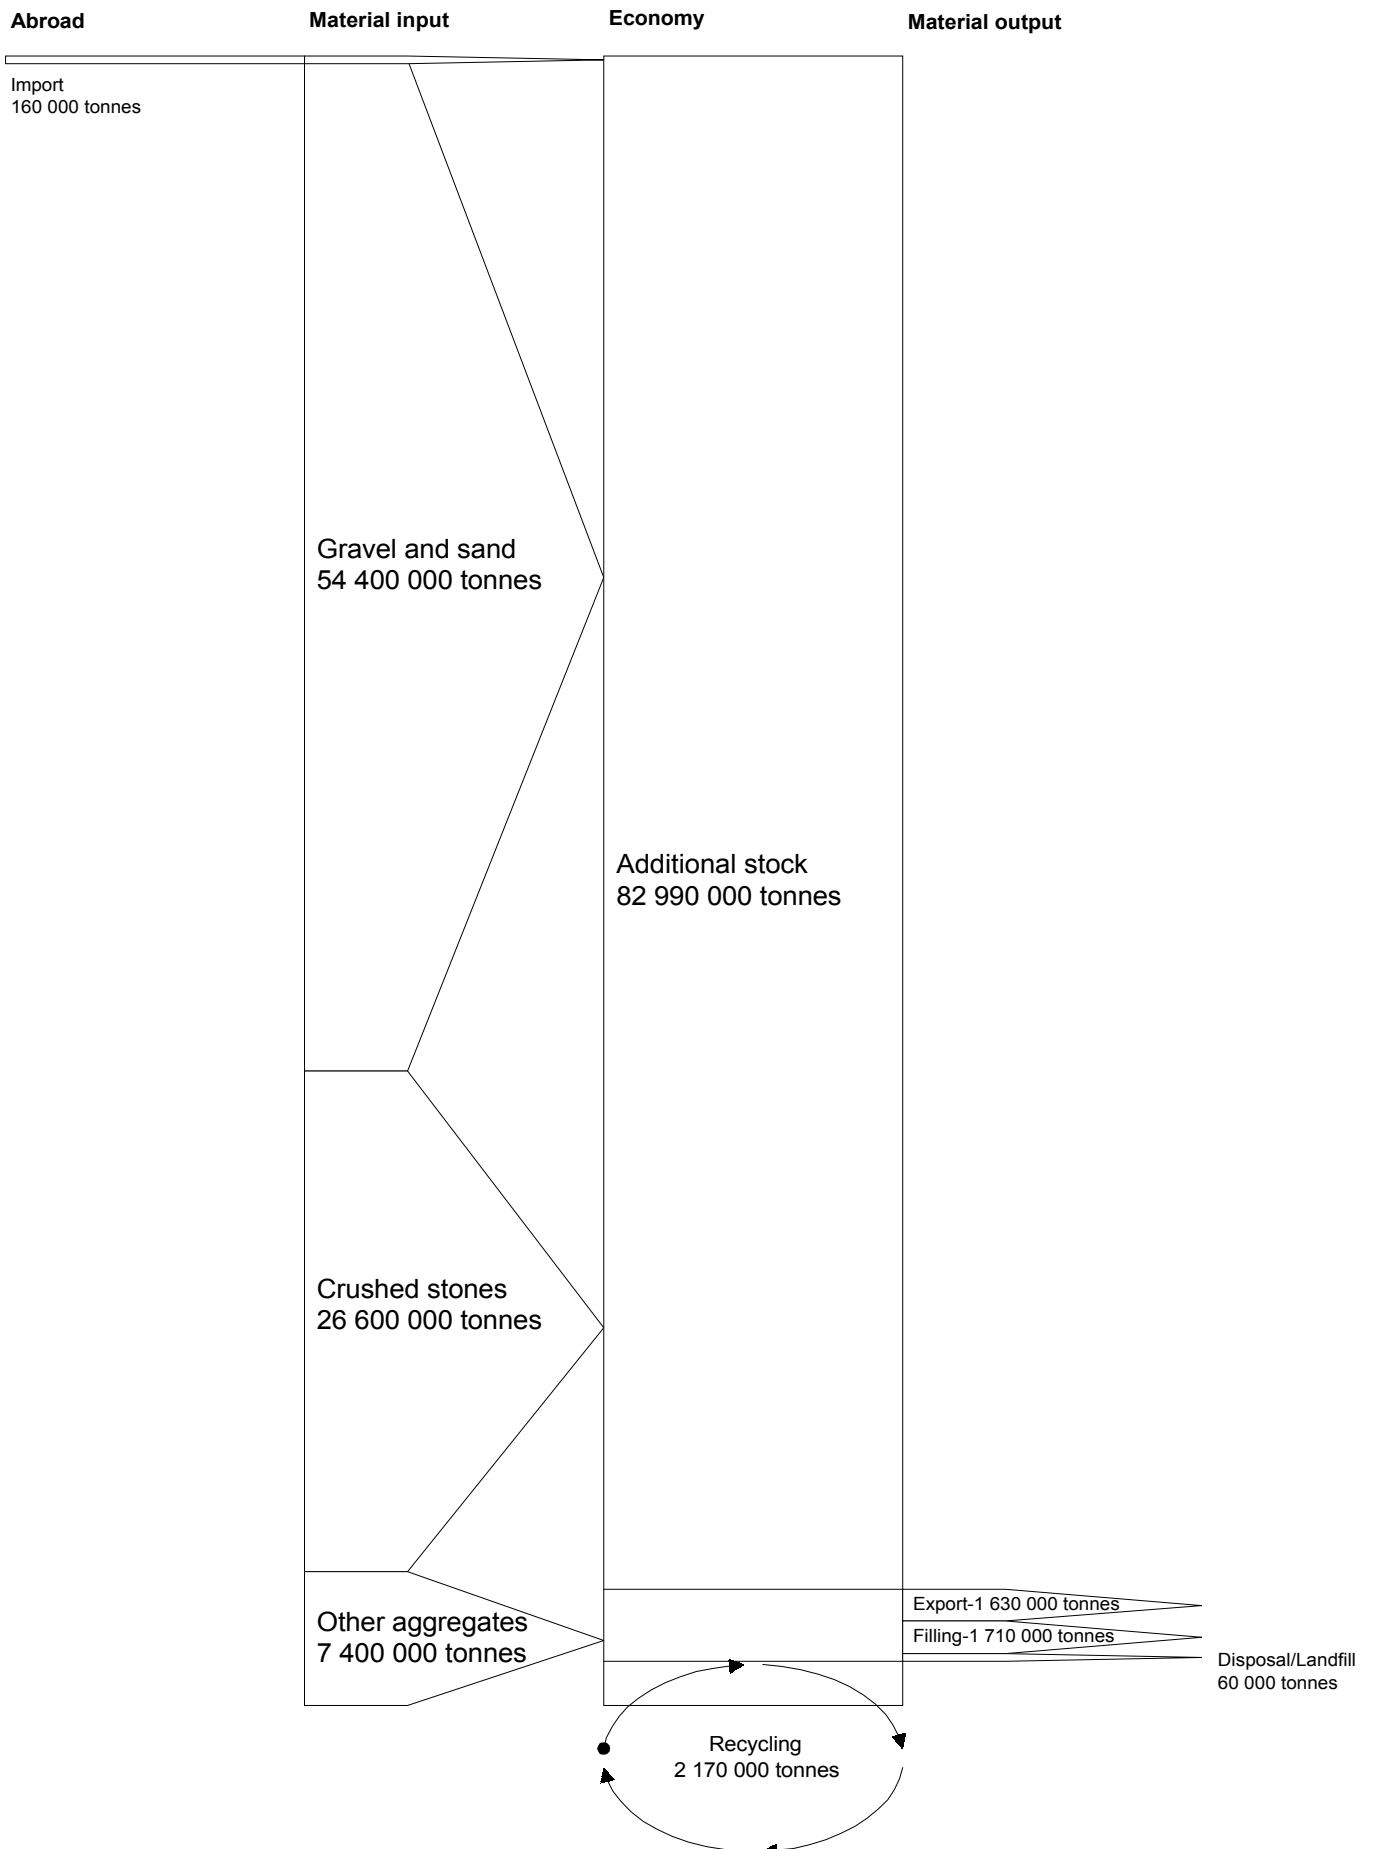 Abroad
Material input
Economy
Material output
Import
160 000 tonnes
Gravel and sand
54 400 000 tonnes
Additional stock
82 990 000 tonnes
Crushed stones
26 600 000 tonnes
Other aggregates
7 400 000 tonnes
Export-1 630 000 tonnes
Filling-1 710 000 tonnes
Disposal/Landfill
60 000 tonnes
Recycling
2 170 000 tonnes